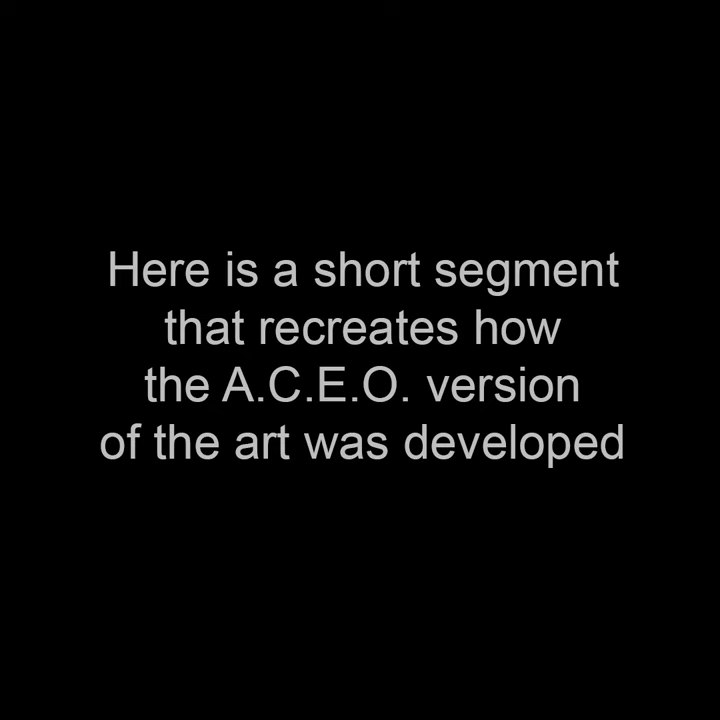 Here is a short segment
that recreates how
the A.C.E.O. version
of the art was developed